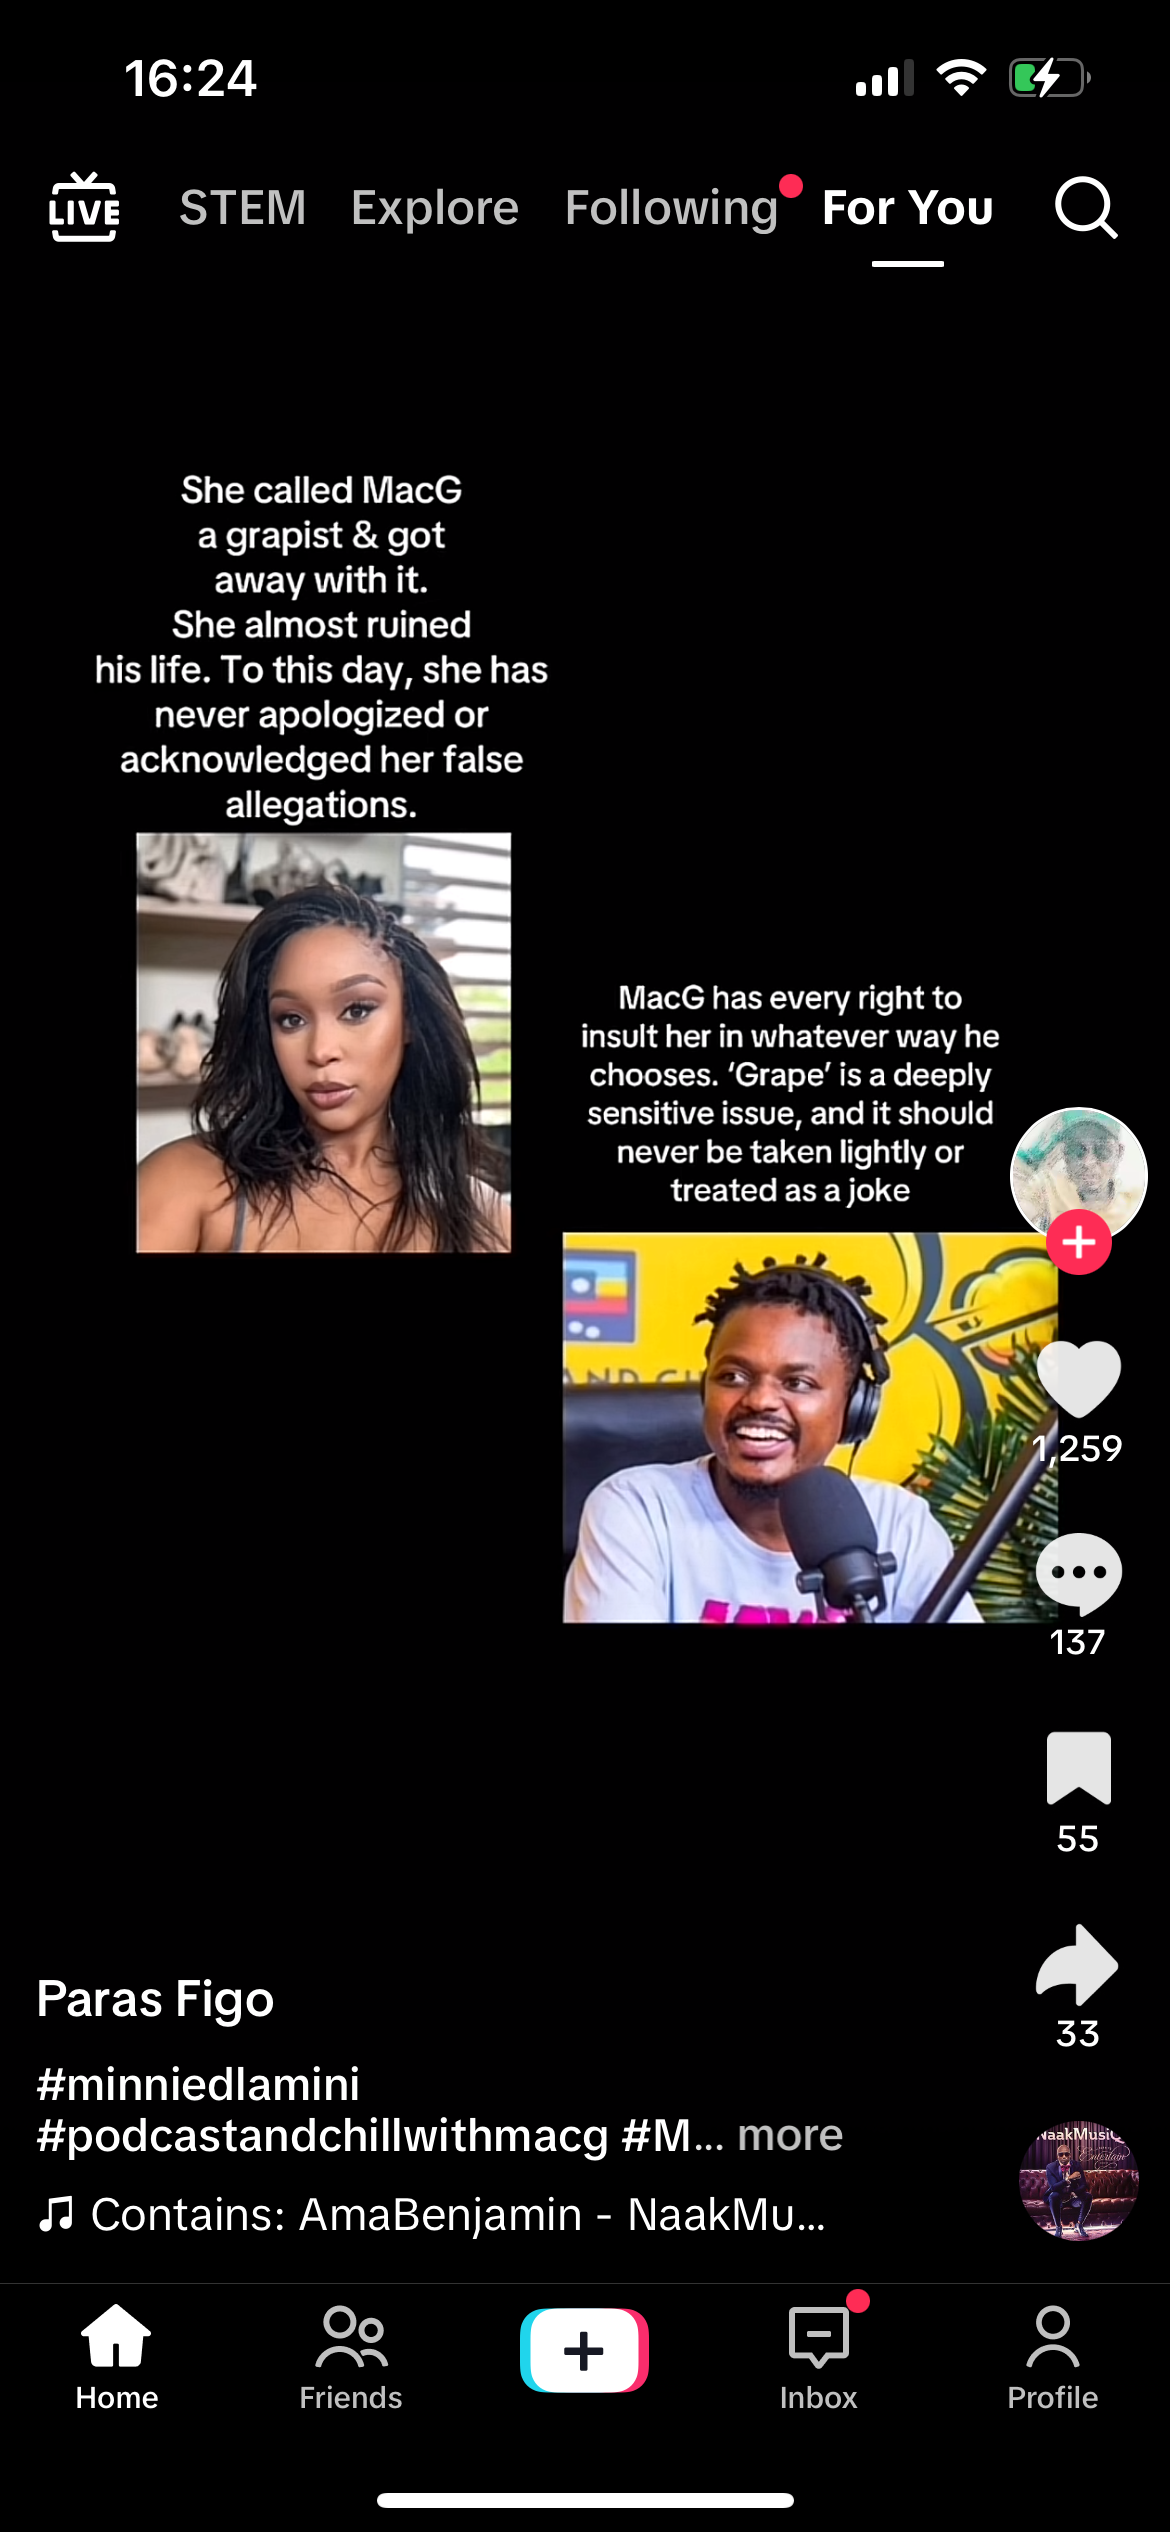 16:24
LIVE
STEM Explore Following For You
She called MacG
a grapist & got
away with it.
She almost ruined
his life. To this day, she has
never apologized or
acknowledged her false
allegations.
MacG has every right to
insult her in whatever way he
chooses. ‘Grape’ is a deeply
sensitive issue, and it should
never be taken lightly or
treated as a joke
1,259
137
55
33
Paras Figo
#minniedlamini
#podcastandchillwithmacg #M... more
Contains: AmaBenjamin - NaakMu...
NaakMusiQ
Entertain
Home Friends Inbox Profile